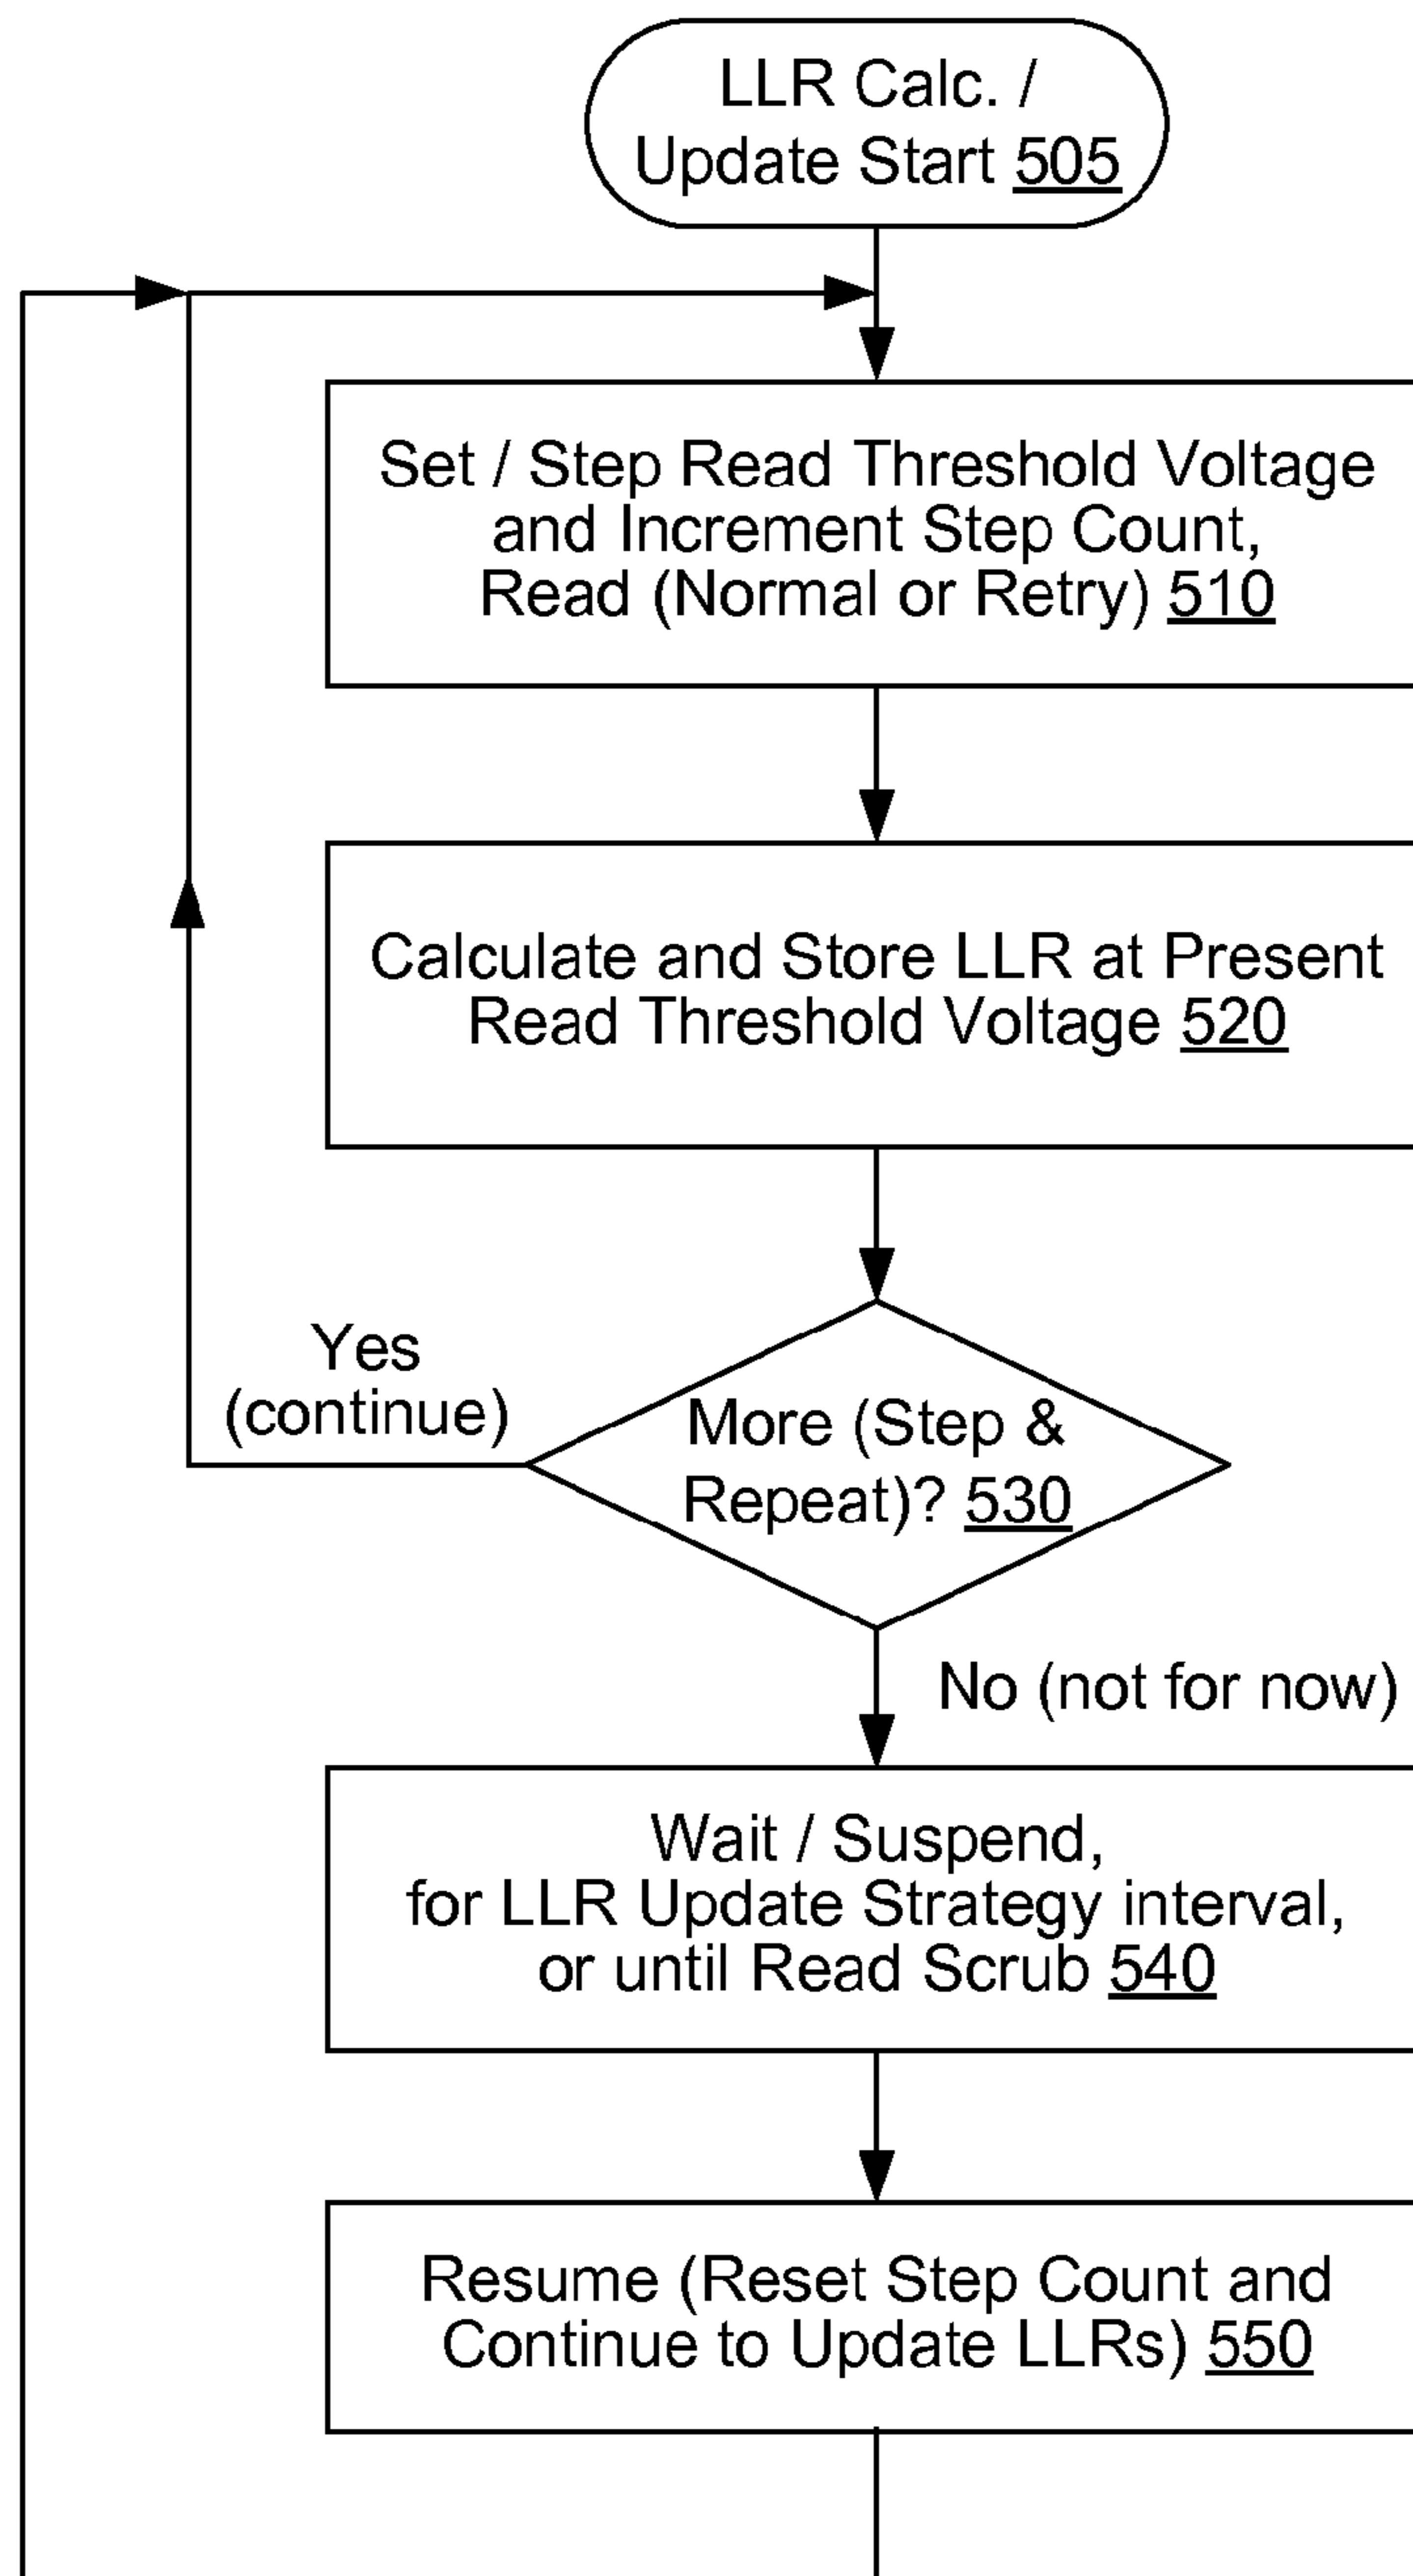 LLR Calc. /
Update Start 505
Set / Step Read Threshold Voltage
and Increment Step Count,
Read (Normal or Retry) 510
Calculate and Store LLR at Present
Read Threshold Voltage 520
Yes
(continue)
More (Step &
Repeat)? 530
No (not for now)
Wait / Suspend,
for LLR Update Strategy interval,
or until Read Scrub 540
Resume (Reset Step Count and
Continue to Update LLRs) 550